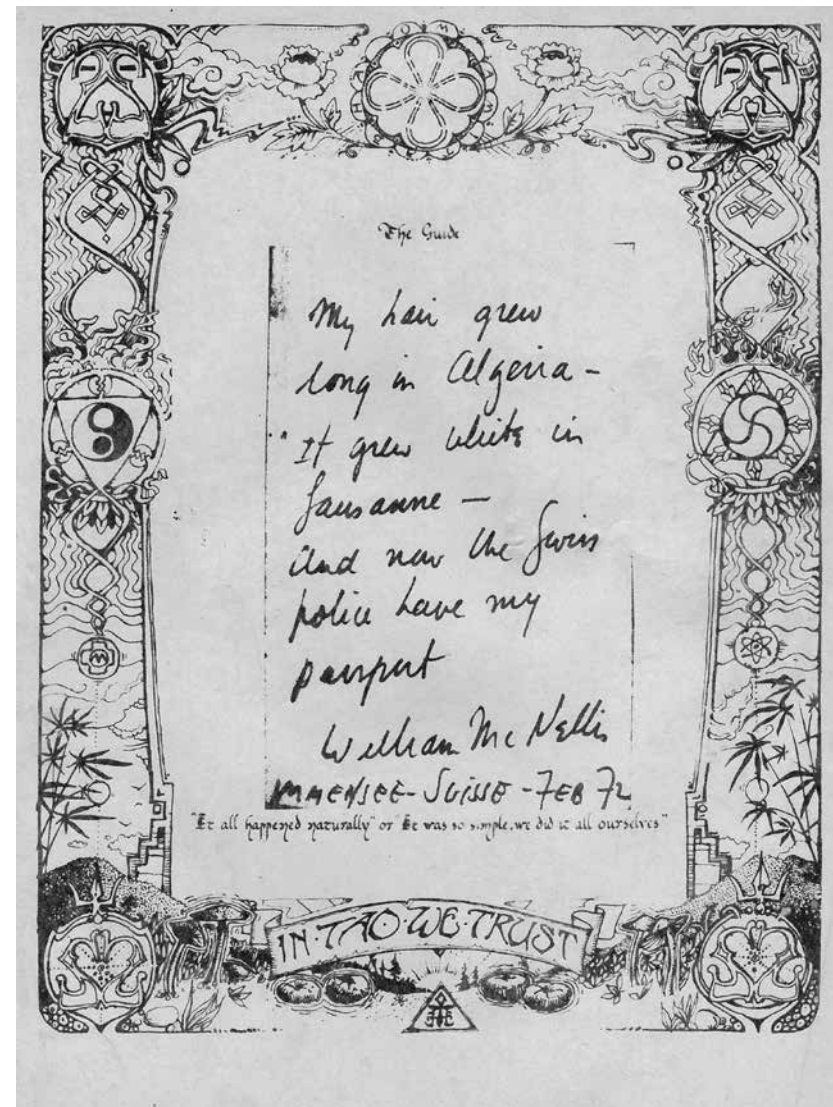 The Guide
My hair grew
long in Algeria -
It grew white in
Lausanne -
And now the Swiss
police have my
passport
William McNellis
IMMENSEE - SUISSE - FEB 72
"It all happened naturally" or "It was so simple, we did it all ourselves"
IN · TAO · WE · TRUST